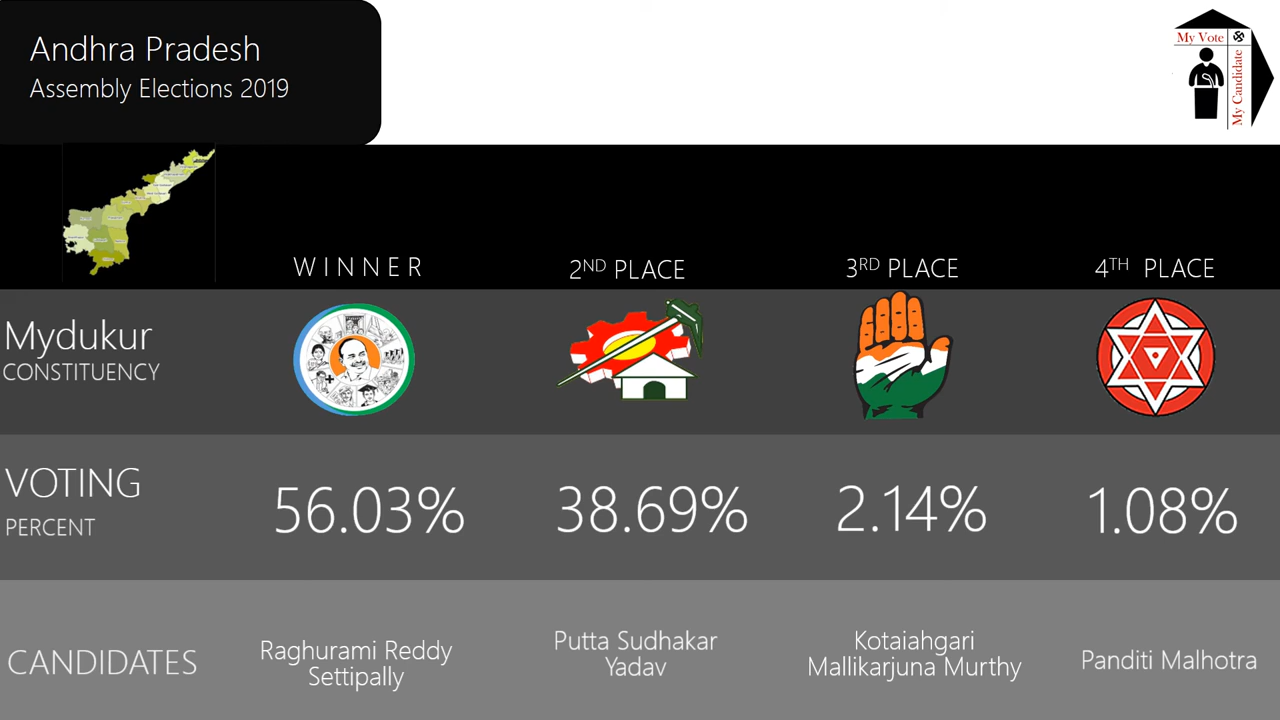 Andhra Pradesh
Assembly Elections 2019
My Vote
My Candidate
WINNER
2ND PLACE
3RD PLACE
4TH PLACE
Mydukur
CONSTITUENCY
VOTING
PERCENT
56.03%
38.69%
2.14%
1.08%
CANDIDATES
Raghurami Reddy
Settipally
Putta Sudhakar
Yadav
Kotaiahgari
Mallikarjuna Murthy
Panditi Malhotra